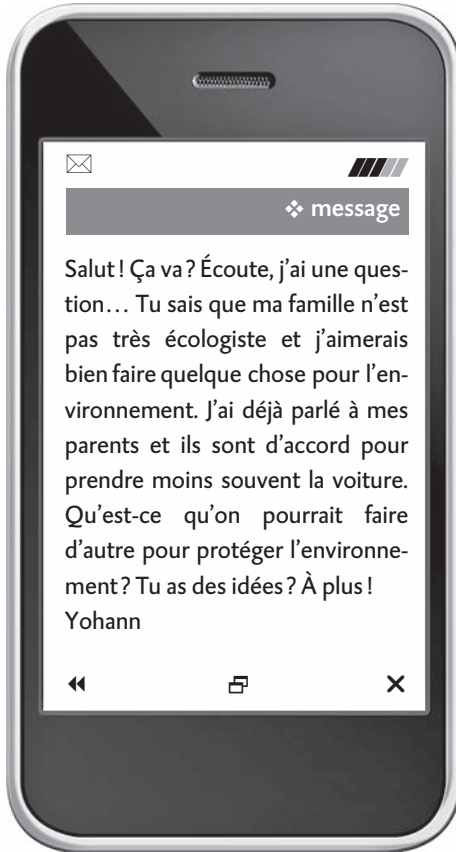 ❖ message
Salut ! Ça va ? Écoute, j’ai une ques-
tion… Tu sais que ma famille n’est
pas très écologiste et j’aimerais
bien faire quelque chose pour l’en-
vironnement. J’ai déjà parlé à mes
parents et ils sont d’accord pour
prendre moins souvent la voiture.
Qu’est-ce qu’on pourrait faire
d’autre pour protéger l’environne-
ment ? Tu as des idées ? À plus !
Yohann